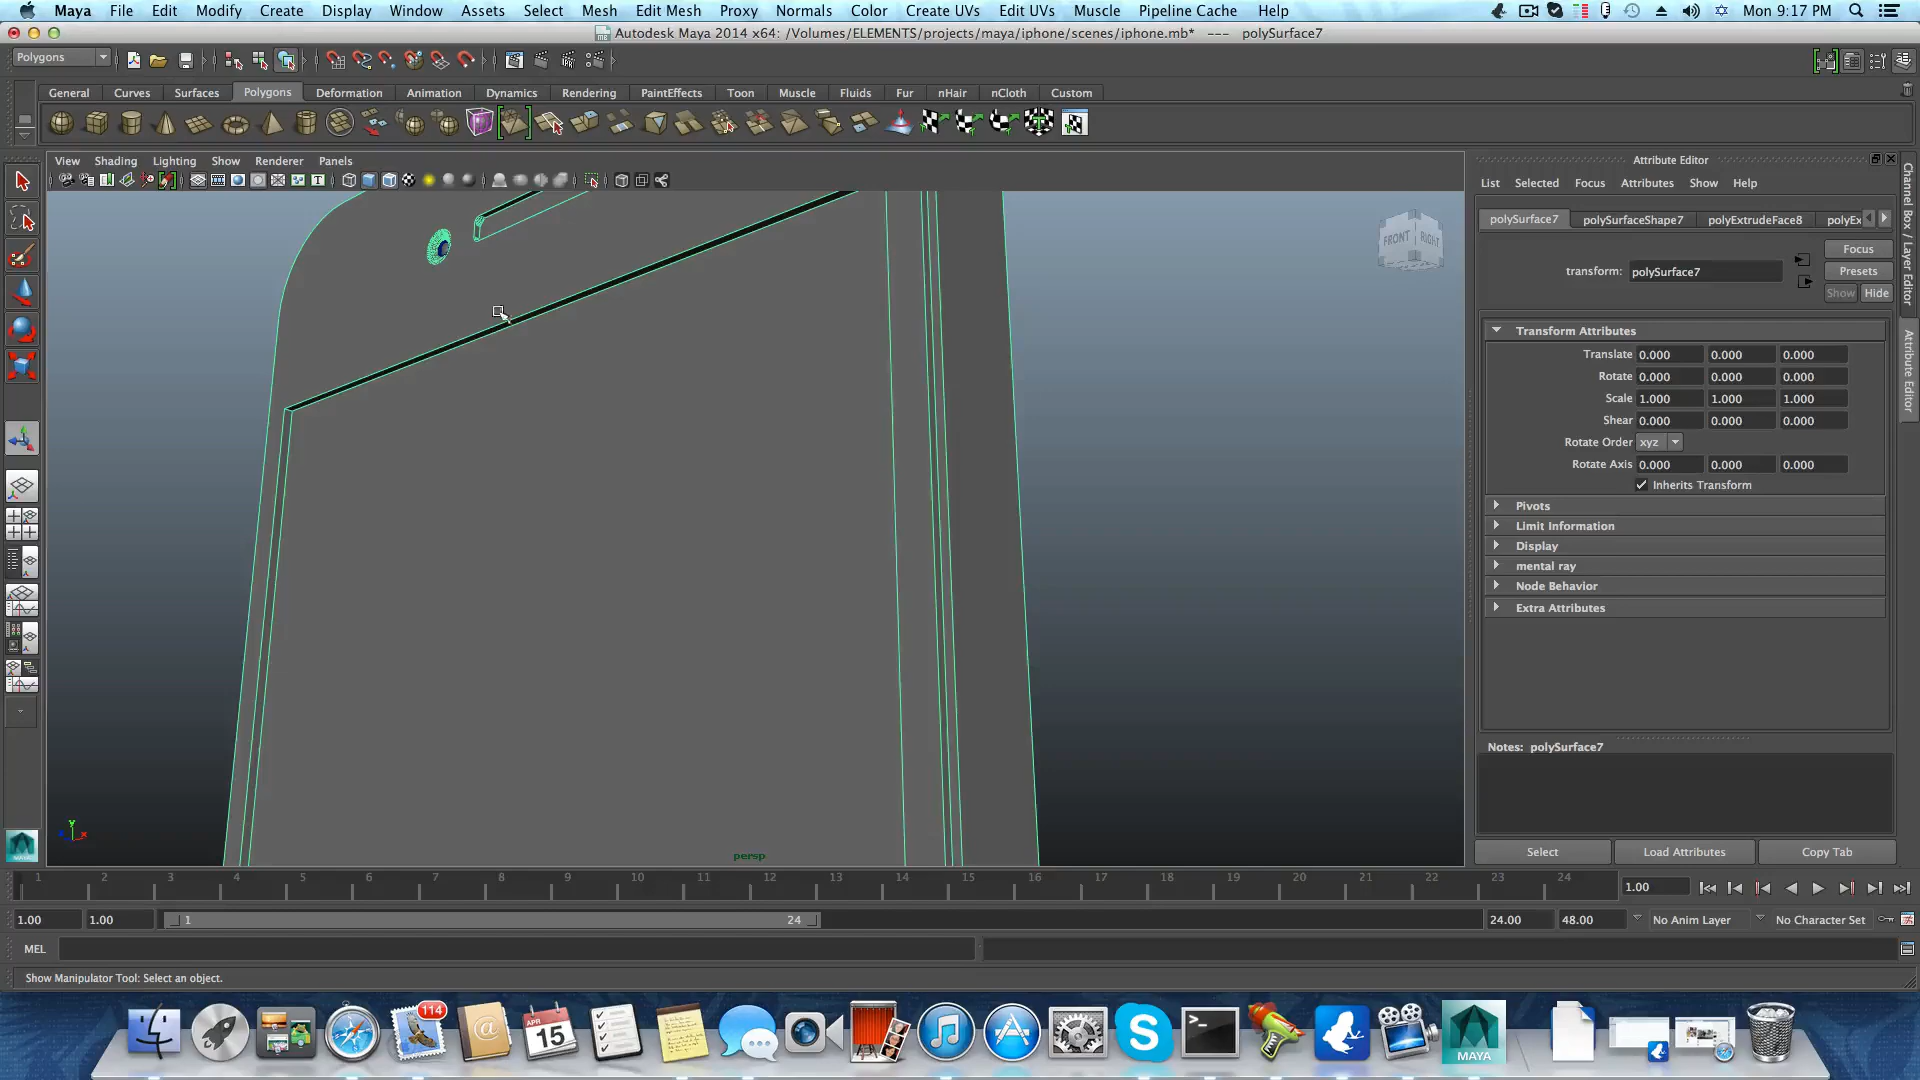 Maya File Edit Modify Create Display Window Assets Select Mesh Edit Mesh Proxy Normals Color Create UVs Edit UVs Muscle Pipeline Cache Help Mon 9:17 PM
Autodesk Maya 2014 x64: /Volumes/ELEMENTS/projects/maya/iphone/scenes/iphone.mb* --- polySurface7
Polygons
General Curves Surfaces Polygons Deformation Animation Dynamics Rendering PaintEffects Toon Muscle Fluids Fur nHair nCloth Custom
View Shading Lighting Show Renderer Panels
Attribute Editor
List Selected Focus Attributes Show Help
polySurface7 polySurfaceShape7 polyExtrudeFace8 polyEx
FRONT RIGHT
Focus
transform: polySurface7
Presets
Show Hide
Transform Attributes
Translate 0.000 0.000 0.000
Rotate 0.000 0.000 0.000
Scale 1.000 1.000 1.000
Shear 0.000 0.000 0.000
Rotate Order xyz
Rotate Axis 0.000 0.000 0.000
Inherits Transform
Pivots
Limit Information
Display
mental ray
Node Behavior
Extra Attributes
Notes: polySurface7
Select Load Attributes Copy Tab
Channel Box / Layer Editor
Attribute Editor
persp
1 2 3 4 5 6 7 8 9 10 11 12 13 14 15 16 17 18 19 20 21 22 23 24 1.00
1.00 1.00 1 24 24.00 48.00 No Anim Layer No Character Set
MEL
Show Manipulator Tool: Select an object.
114
APR
15
MAYA